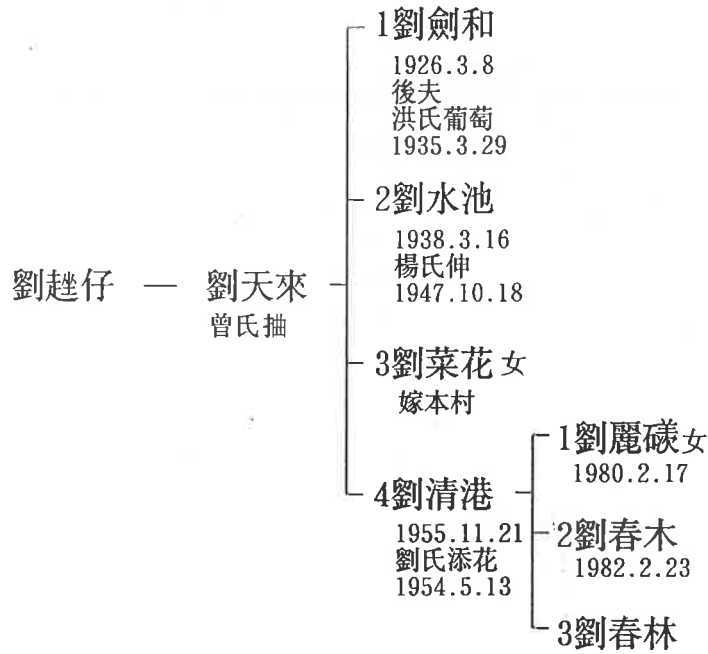 劉趖仔 — 劉天來
曾氏抽
1劉劍和
1926.3.8
後夫
洪氏葡萄
1935.3.29
2劉水池
1938.3.16
楊氏伸
1947.10.18
3劉菜花 女
嫁本村
4劉清港
1955.11.21
劉氏添花
1954.5.13
1劉麗礈女
1980.2.17
2劉春木
1982.2.23
3劉春林